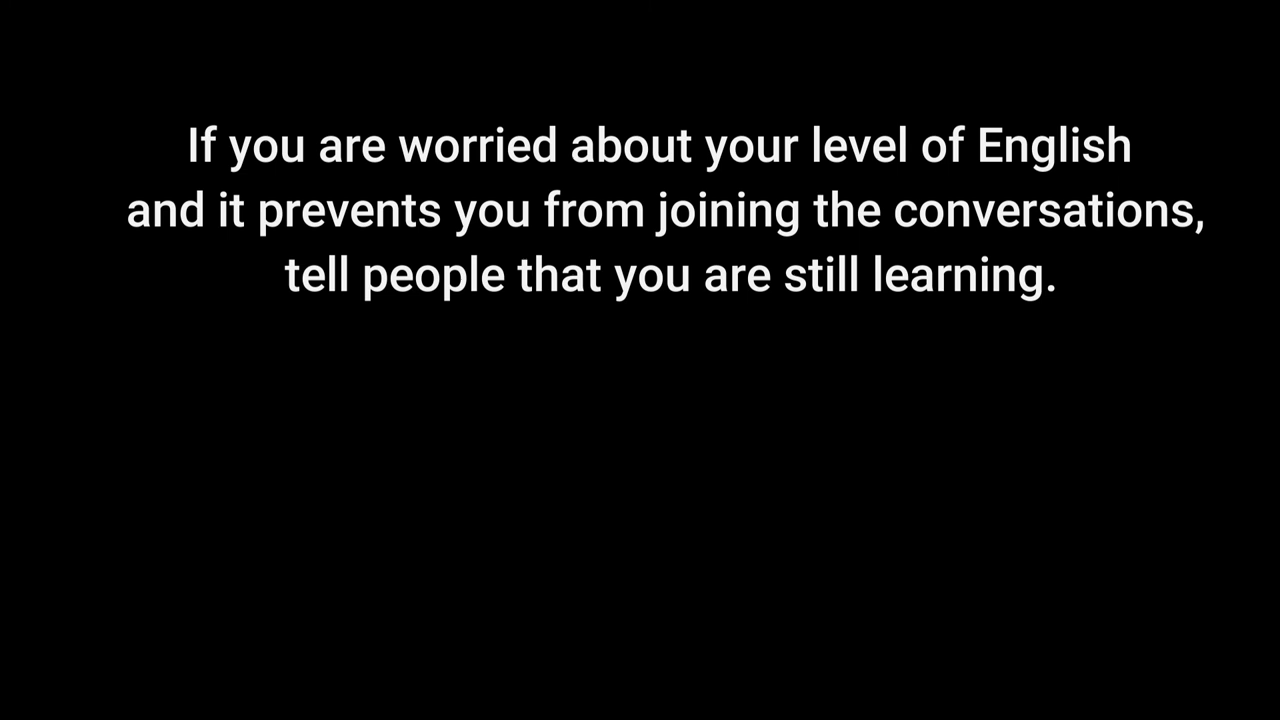 If you are worried about your level of English
and it prevents you from joining the conversations,
tell people that you are still learning.